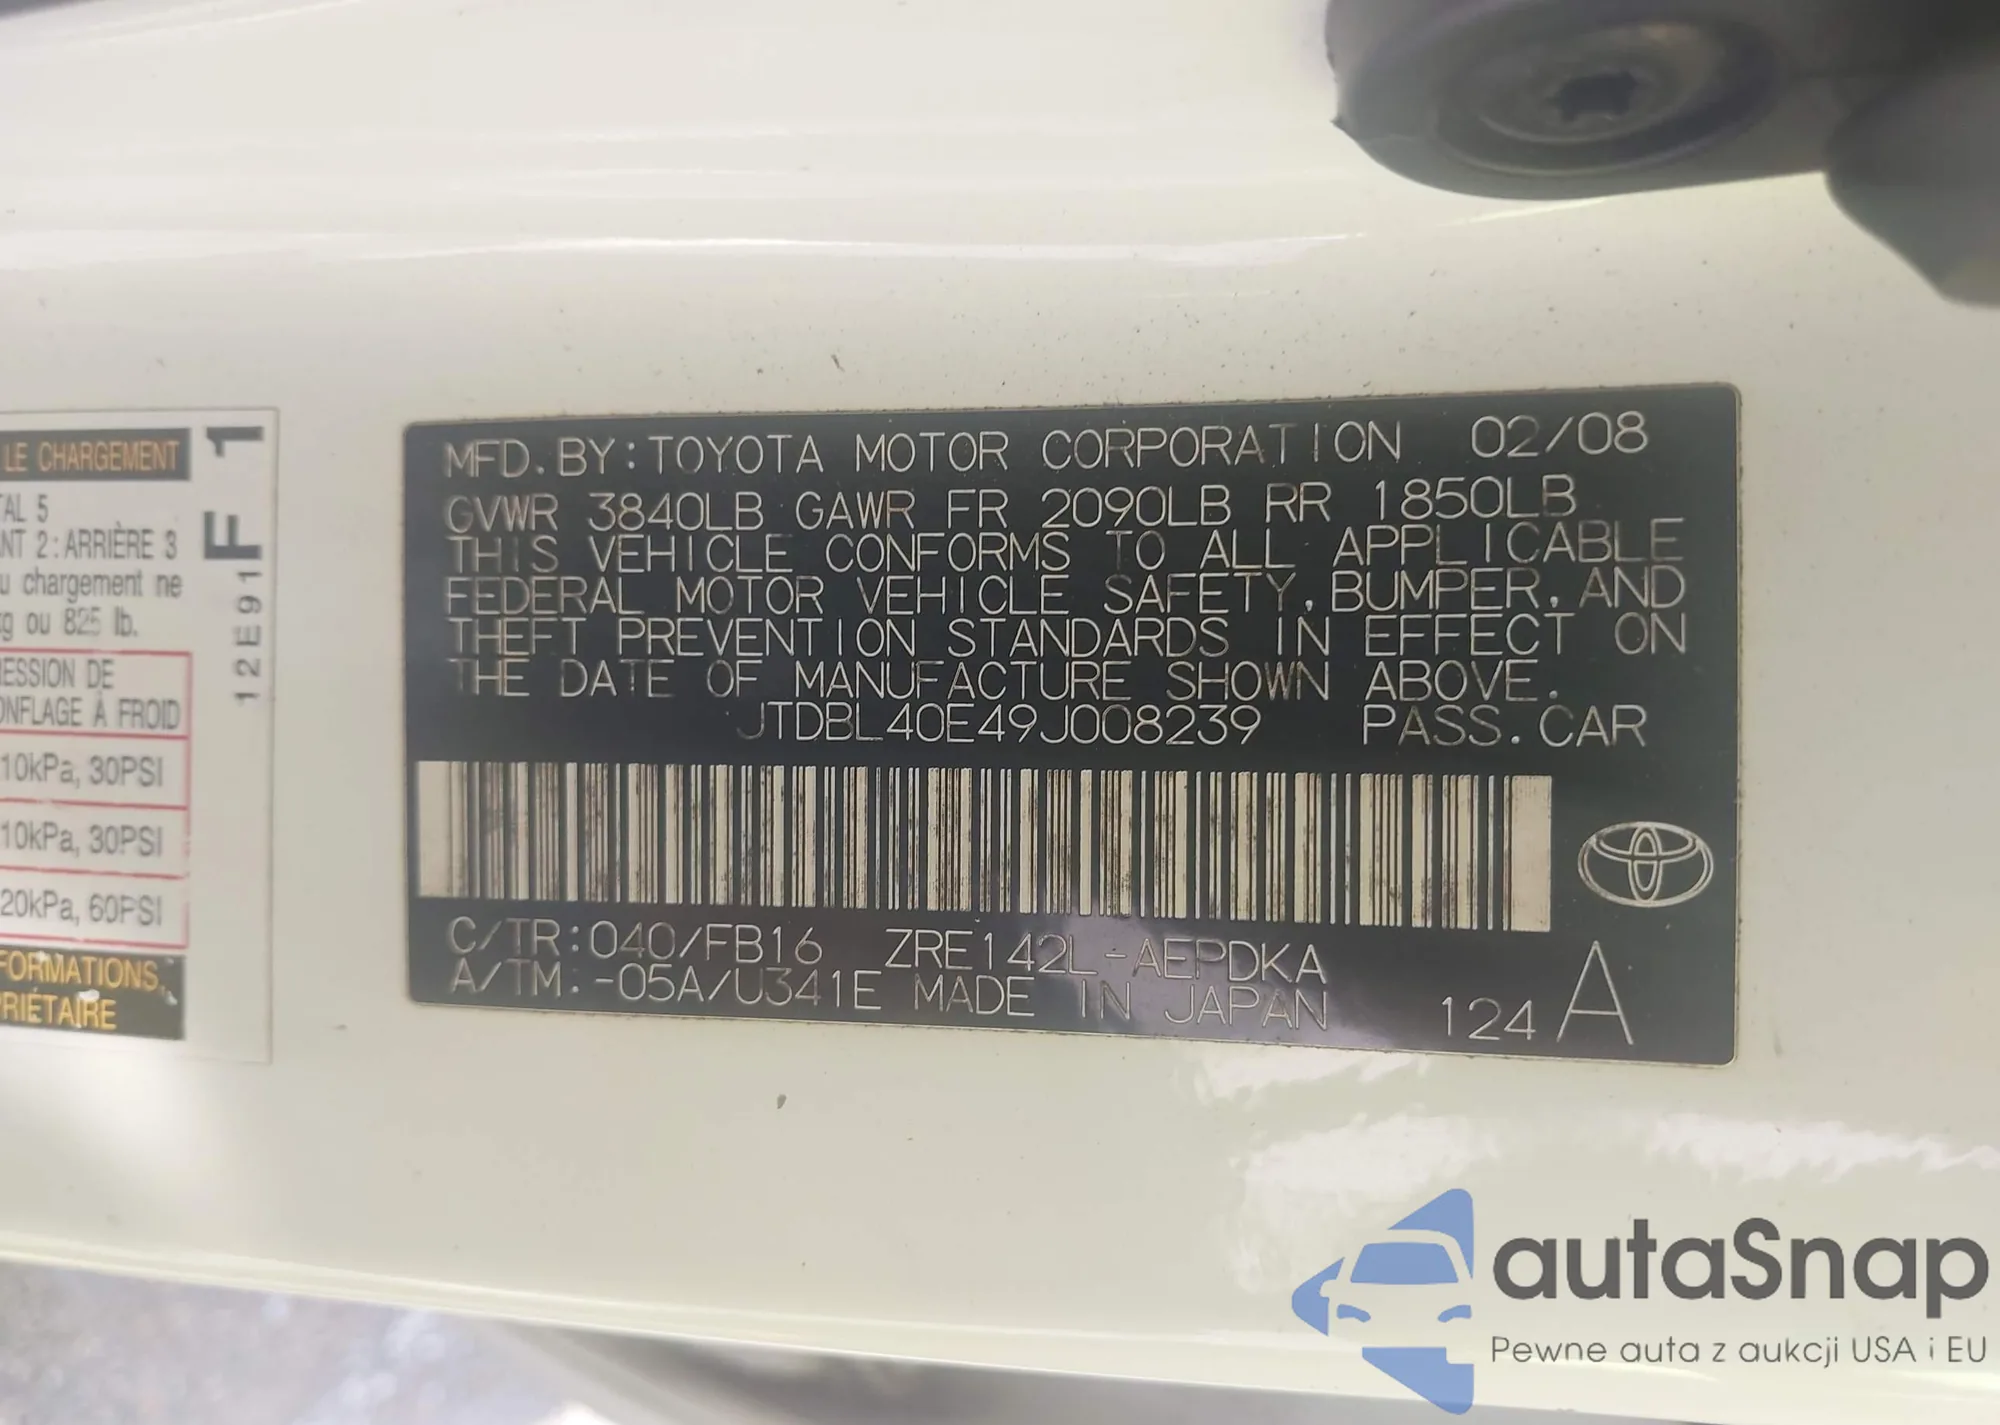 LE CHARGEMENT
TAL 5
ANT 2 : ARRIÈRE 3
u chargement ne
kg ou 825 lb.
ESSION DE
ONFLAGE À FROID
10kPa, 30PSI
10kPa, 30PSI
20kPa, 60PSI
FORMATIONS,
PRIÉTAIRE
F 1
12E91
MFD. BY: TOYOTA MOTOR CORPORATION 02/08
GVWR 3840LB GAWR FR 2090LB RR 1850LB
THIS VEHICLE CONFORMS TO ALL APPLICABLE
FEDERAL MOTOR VEHICLE SAFETY, BUMPER, AND
THEFT PREVENTION STANDARDS IN EFFECT ON
THE DATE OF MANUFACTURE SHOWN ABOVE.
JTDBL40E49J008239 PASS. CAR
C/TR: 040/FB16 ZRE142L-AEPDKA
A/TM: -05A/U341E MADE IN JAPAN 124 A
autaSnap
Pewne auta z aukcji USA i EU